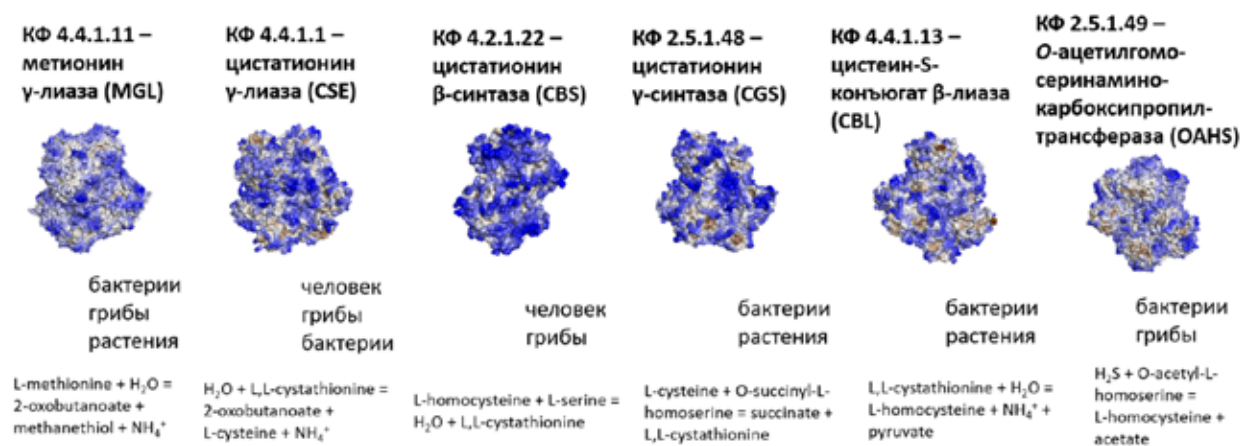 КФ 4.4.1.11 –
метионин
γ-лиаза (MGL)
бактерии
грибы
растения
L-methionine + H₂O =
2-oxobutanoate +
methanethiol + NH₄⁺
КФ 4.4.1.1 –
цистатионин
γ-лиаза (CSE)
человек
грибы
бактерии
H₂O + L,L-cystathionine =
2-oxobutanoate +
L-cysteine + NH₄⁺
КФ 4.2.1.22 –
цистатионин
β-синтаза (CBS)
человек
грибы
L-homocysteine + L-serine =
H₂O + L,L-cystathionine
КФ 2.5.1.48 –
цистатионин
γ-синтаза (CGS)
бактерии
растения
L-cysteine + O-succinyl-L-
homoserine = succinate +
L,L-cystathionine
КФ 4.4.1.13 –
цистеин-S-
конъюгат β-лиаза
(CBL)
бактерии
растения
L,L-cystathionine + H₂O =
L-homocysteine + NH₄⁺ +
pyruvate
КФ 2.5.1.49 –
O-ацетилгомо-
серинамино-
карбоксипропил-
трансфераза (OAHS)
бактерии
грибы
H₂S + O-acetyl-L-
homoserine =
L-homocysteine +
acetate